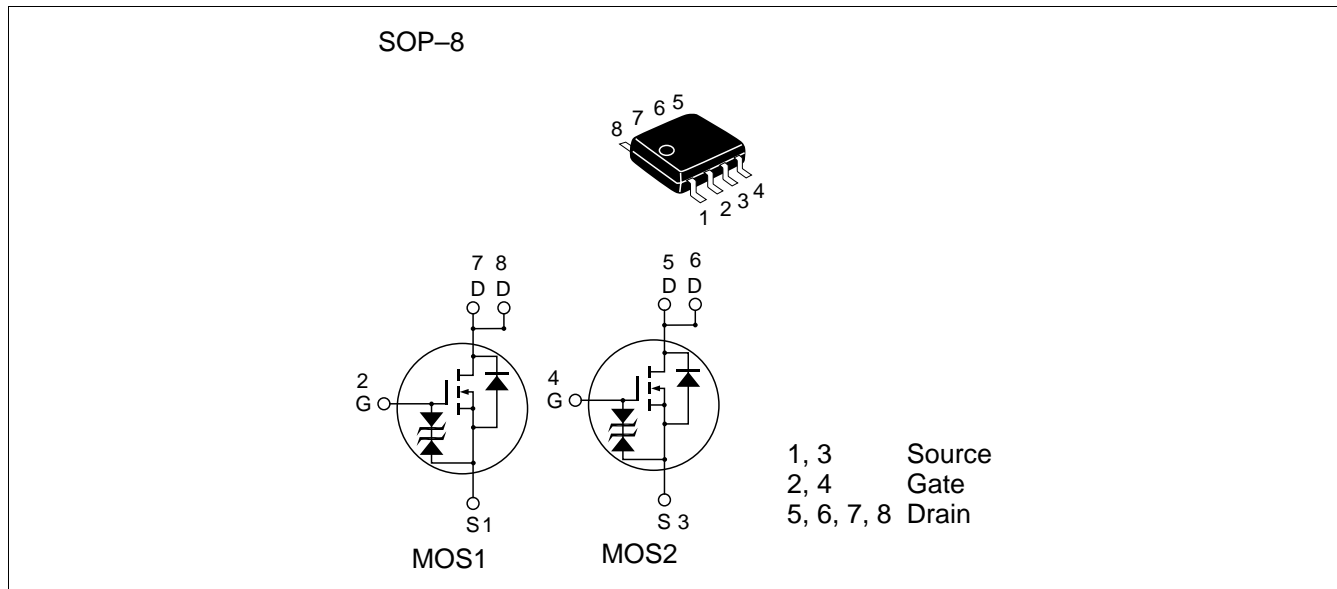 SOP–8
8 7 6 5
1 2 3 4
7 8
D D
2
G
S 1
MOS1
5 6
D D
4
G
S 3
MOS2
1, 3 Source
2, 4 Gate
5, 6, 7, 8 Drain